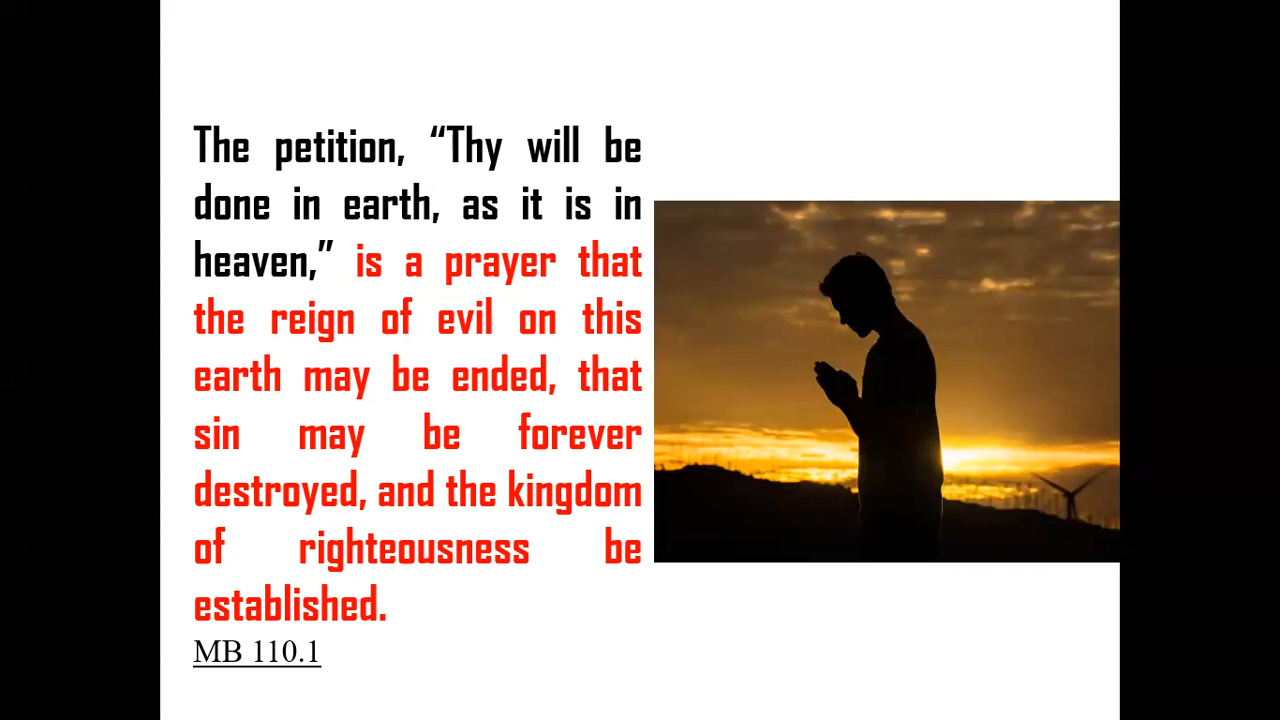 The petition, “Thy will be
done in earth, as it is in
heaven,” is a prayer that
the reign of evil on this
earth may be ended, that
sin may be forever
destroyed, and the kingdom
of righteousness be
established.
MB 110.1